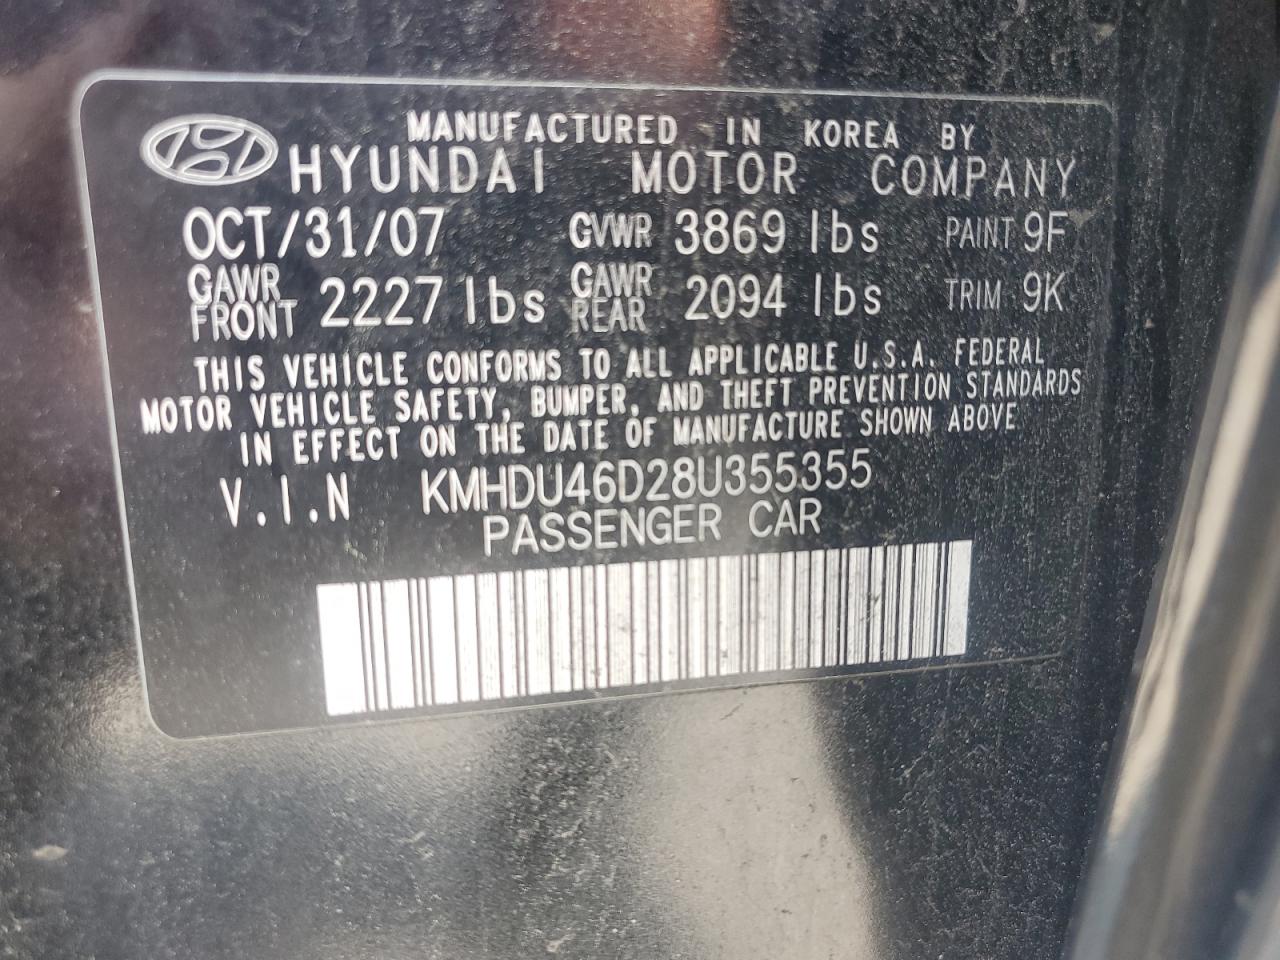 MANUFACTURED IN KOREA BY
HYUNDAI MOTOR COMPANY
OCT/31/07 GVWR 3869 lbs PAINT 9F
GAWR FRONT 2227 lbs GAWR REAR 2094 lbs TRIM 9K
THIS VEHICLE CONFORMS TO ALL APPLICABLE U.S.A. FEDERAL
MOTOR VEHICLE SAFETY, BUMPER, AND THEFT PREVENTION STANDARDS
IN EFFECT ON THE DATE OF MANUFACTURE SHOWN ABOVE
V.I.N KMHDU46D28U355355
PASSENGER CAR